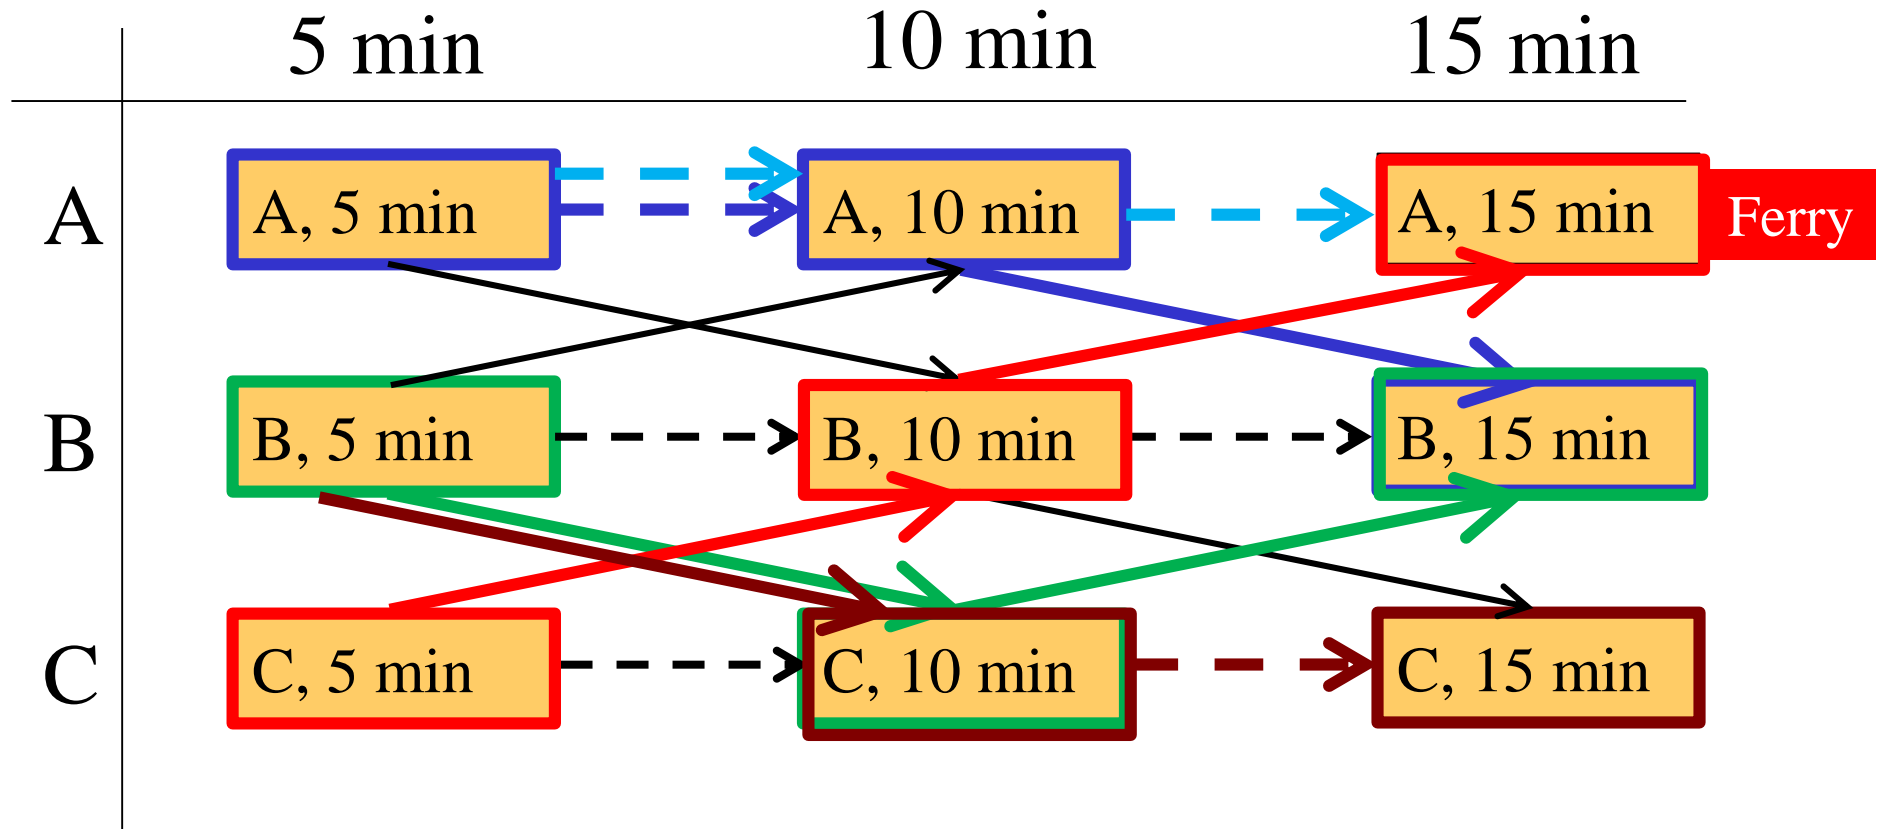 5 min 10 min 15 min
A A, 5 min A, 10 min A, 15 min Ferry
B B, 5 min B, 10 min B, 15 min
C C, 5 min C, 10 min C, 15 min